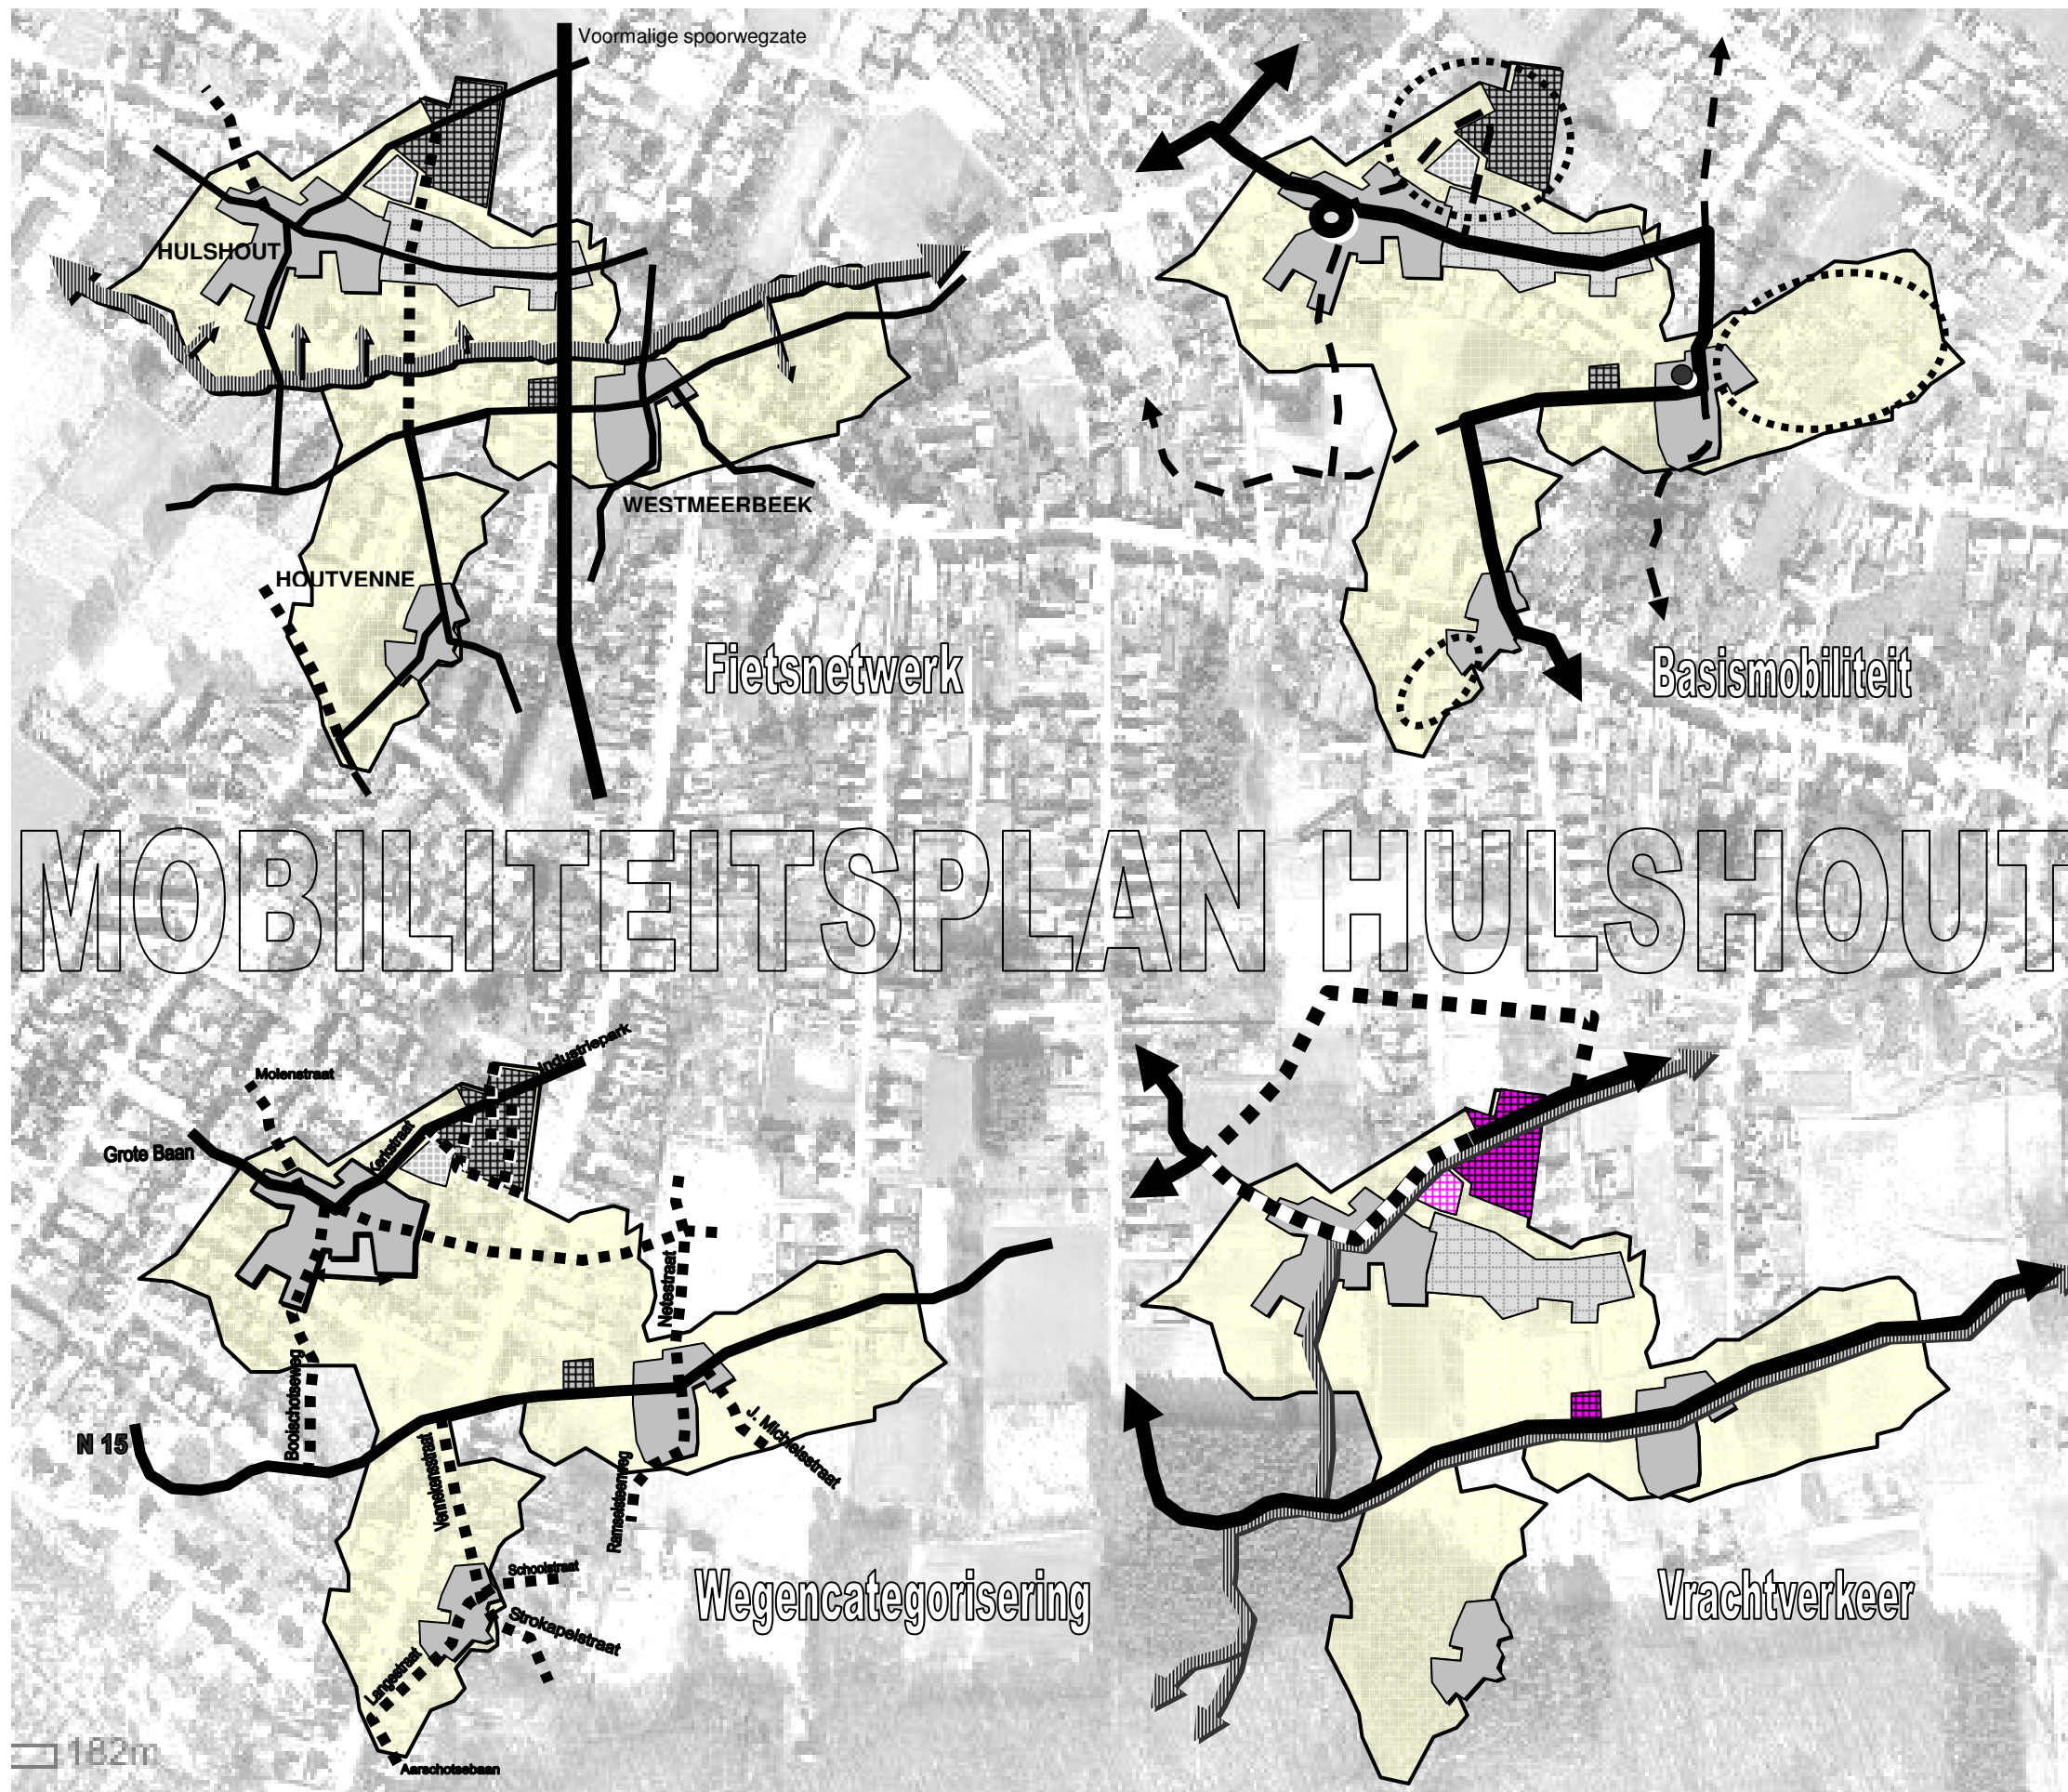 Voormalige spoorwegzate
HULSHOUT
WESTMEERBEEK
HOUTVENNE
Fietsnetwerk
Basismobiliteit
MOBILITEITSPLAN HULSHOUT
Industriepark
Molenstraat
Grote Baan
Kerkstraat
Netestraat
Booischotseweg
N 15
Vennekensstraat
J. Michielsstraat
Ramselsteenweg
Schoolstraat
Strokapelstraat
Langestraat
Aarschotsebaan
Wegencategorisering
Vrachtverkeer
182m